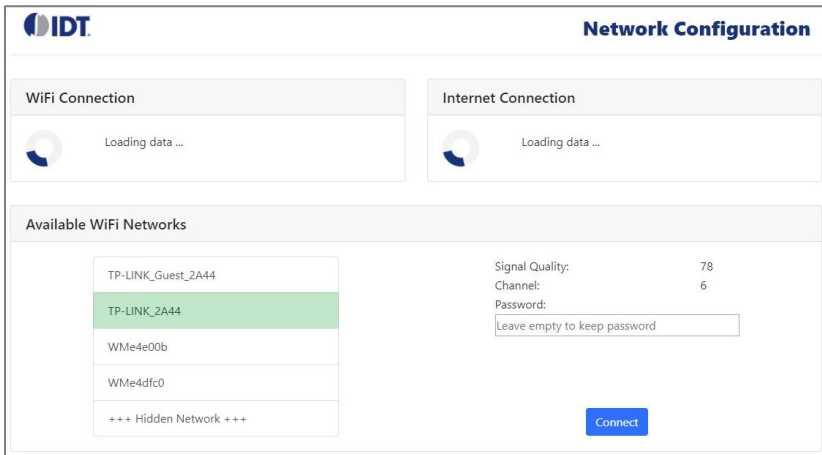 IDT
Network Configuration
WiFi Connection
Loading data ...
Internet Connection
Loading data ...
Available WiFi Networks
TP-LINK_Guest_2A44
TP-LINK_2A44
WMe4e00b
WMe4dfc0
+++ Hidden Network +++
Signal Quality: 78
Channel: 6
Password:
Leave empty to keep password
Connect